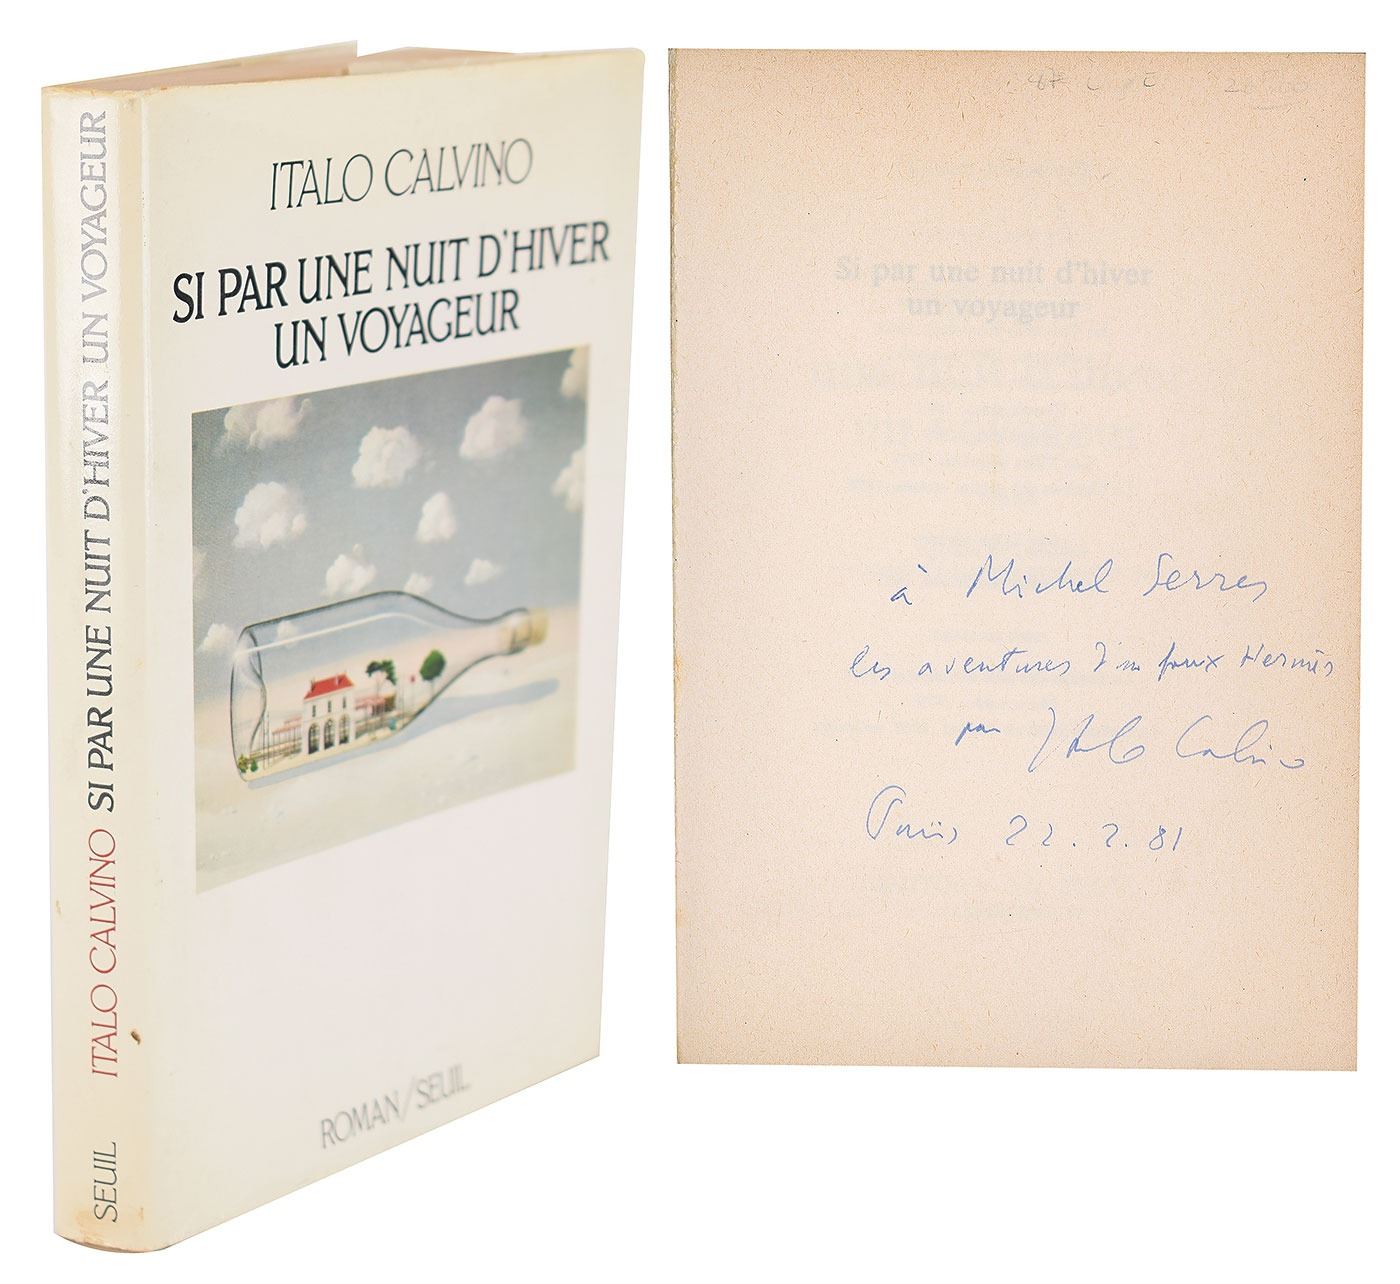 ITALO CALVINO
SI PAR UNE NUIT D'HIVER
UN VOYAGEUR
ROMAN/SEUIL
SEUIL ITALO CALVINO SI PAR UNE NUIT D'HIVER UN VOYAGEUR
Si par une nuit d'hiver
un voyageur
à Michel Serres
les aventures d'un faux Hermès
par Italo Calvino
Paris 22.2.81